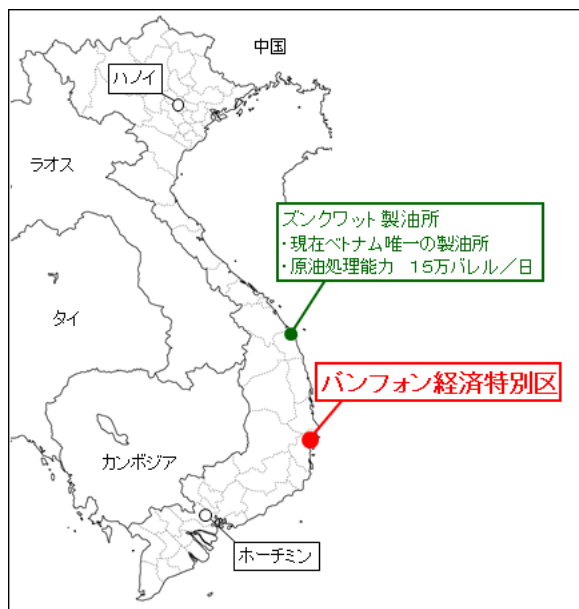 中国
ハノイ
ラオス
ズンクワット製油所
・現在ベトナム唯一の製油所
・原油処理能力　15万バレル／日
タイ
バンフォン経済特別区
カンボジア
ホーチミン